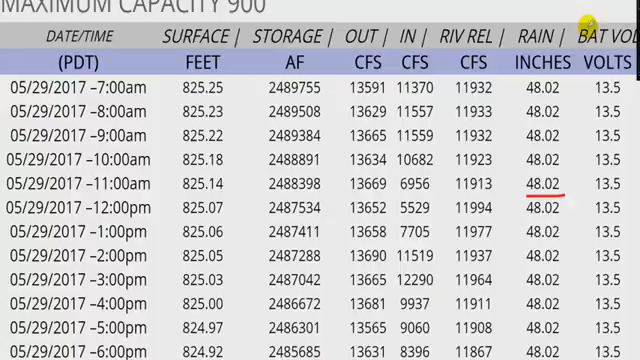 MAXIMUM CAPACITY 900
DATE/TIME SURFACE | STORAGE | OUT | IN | RIV REL | RAIN | BAT VOL
(PDT) FEET AF CFS CFS CFS INCHES VOLTS
05/29/2017 –7:00am 825.25 2489755 13591 11370 11932 48.02 13.5
05/29/2017 –8:00am 825.23 2489508 13629 11557 11933 48.02 13.5
05/29/2017 –9:00am 825.22 2489384 13665 11559 11932 48.02 13.5
05/29/2017 –10:00am 825.18 2488891 13634 10682 11923 48.02 13.5
05/29/2017 –11:00am 825.14 2488398 13669 6956 11913 48.02 13.5
05/29/2017 –12:00pm 825.07 2487534 13652 5529 11994 48.02 13.5
05/29/2017 –1:00pm 825.06 2487411 13658 7705 11977 48.02 13.5
05/29/2017 –2:00pm 825.05 2487288 13690 11519 11937 48.02 13.5
05/29/2017 –3:00pm 825.03 2487042 13665 12290 11964 48.02 13.5
05/29/2017 –4:00pm 825.00 2486672 13681 9937 11911 48.02 13.5
05/29/2017 –5:00pm 824.97 2486301 13565 9060 11908 48.02 13.5
05/29/2017 –6:00pm 824.92 2485685 13631 8396 11867 48.02 13.5